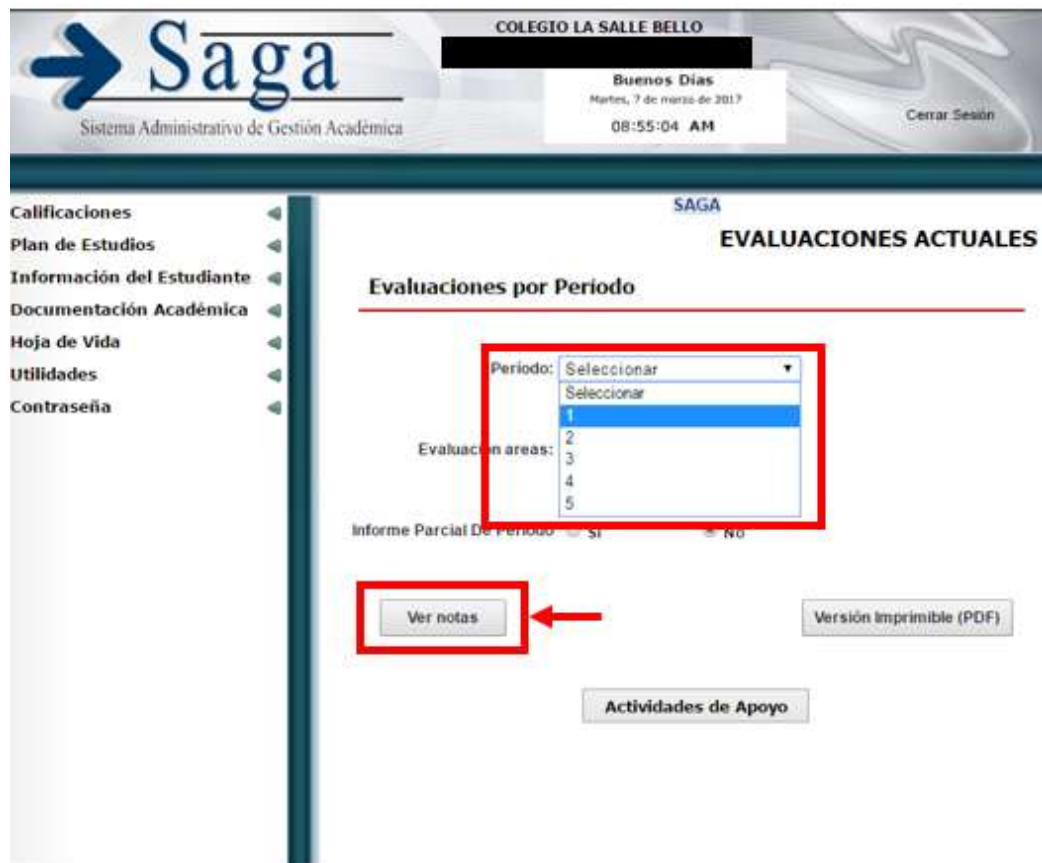 COLEGIO LA SALLE BELLO
Saga
Sistema Administrativo de Gestión Académica
Buenos Días
Martes, 7 de marzo de 2017
08:55:04 AM
Cerrar Sesión
Calificaciones
Plan de Estudios
Información del Estudiante
Documentación Académica
Hoja de Vida
Utilidades
Contraseña
SAGA
EVALUACIONES ACTUALES
Evaluaciones por Período
Periodo: Seleccionar
Seleccionar
1
2
Evaluacion areas:
3
4
5
Informe Parcial De Periodo Si No
Ver notas
Versión Imprimible (PDF)
Actividades de Apoyo